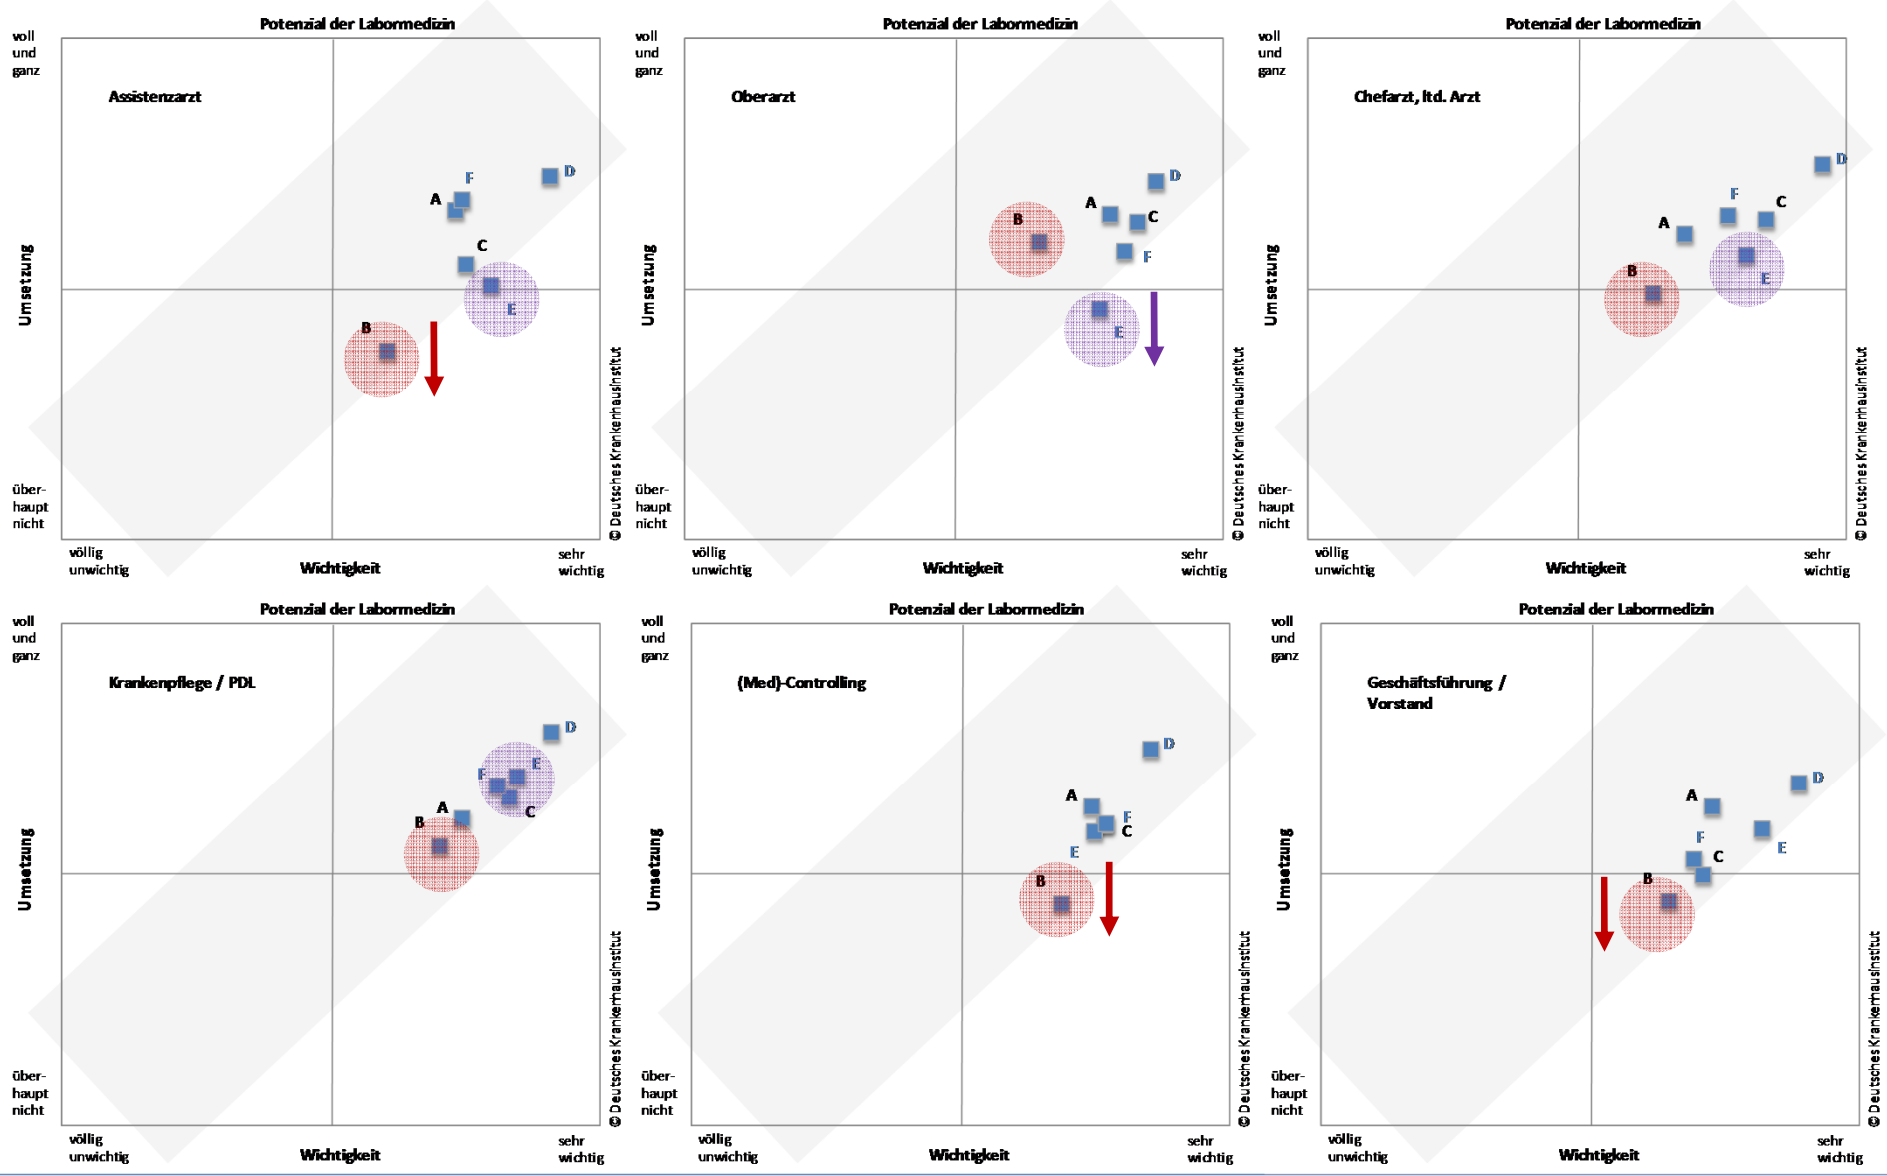 Potenzial der Labormedizin
voll
und
ganz
Assistenzarzt
F
D
A
C
E
B
Umsetzung
über-
haupt
nicht
völlig
unwichtig
Wichtigkeit
sehr
wichtig
© Deutsches Krankenhausinstitut
Potenzial der Labormedizin
voll
und
ganz
Oberarzt
D
A
B
C
F
E
Umsetzung
über-
haupt
nicht
völlig
unwichtig
Wichtigkeit
sehr
wichtig
© Deutsches Krankenhausinstitut
Potenzial der Labormedizin
voll
und
ganz
Chefarzt, ltd. Arzt
D
F
C
A
B
E
Umsetzung
über-
haupt
nicht
völlig
unwichtig
Wichtigkeit
sehr
wichtig
© Deutsches Krankenhausinstitut
Potenzial der Labormedizin
voll
und
ganz
Krankenpflege / PDL
D
E
F
A
C
B
Umsetzung
über-
haupt
nicht
völlig
unwichtig
Wichtigkeit
sehr
wichtig
© Deutsches Krankenhausinstitut
Potenzial der Labormedizin
voll
und
ganz
(Med)-Controlling
D
A
F
C
E
B
Umsetzung
über-
haupt
nicht
völlig
unwichtig
Wichtigkeit
sehr
wichtig
© Deutsches Krankenhausinstitut
Potenzial der Labormedizin
voll
und
ganz
Geschäftsführung /
Vorstand
D
A
F
E
C
B
Umsetzung
über-
haupt
nicht
völlig
unwichtig
Wichtigkeit
sehr
wichtig
© Deutsches Krankenhausinstitut